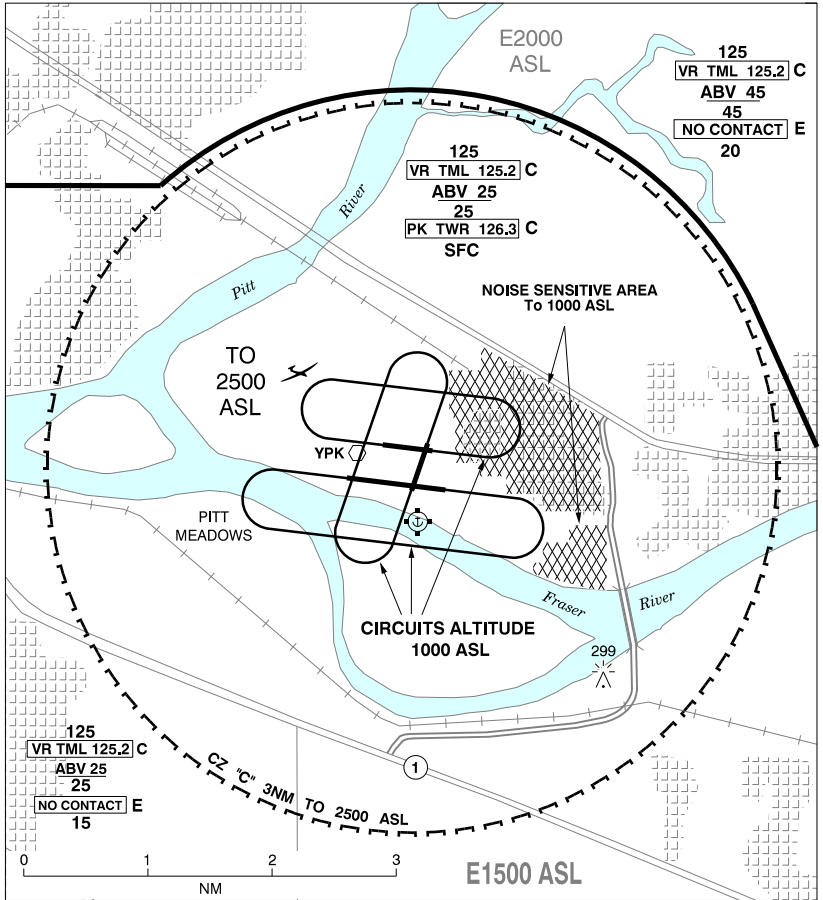 E2000
ASL
125
VR TML 125.2 C
ABV 45
45
NO CONTACT E
20
125
VR TML 125.2 C
ABV 25
25
PK TWR 126.3 C
SFC
River
Pitt
NOISE SENSITIVE AREA
To 1000 ASL
TO
2500
ASL
YPK
PITT
MEADOWS
Fraser
River
CIRCUITS ALTITUDE
1000 ASL
299
125
VR TML 125.2 C
ABV 25
25
NO CONTACT E
15
CZ "C" 3NM TO 2500 ASL
1
0 1 2 3
NM
E1500 ASL